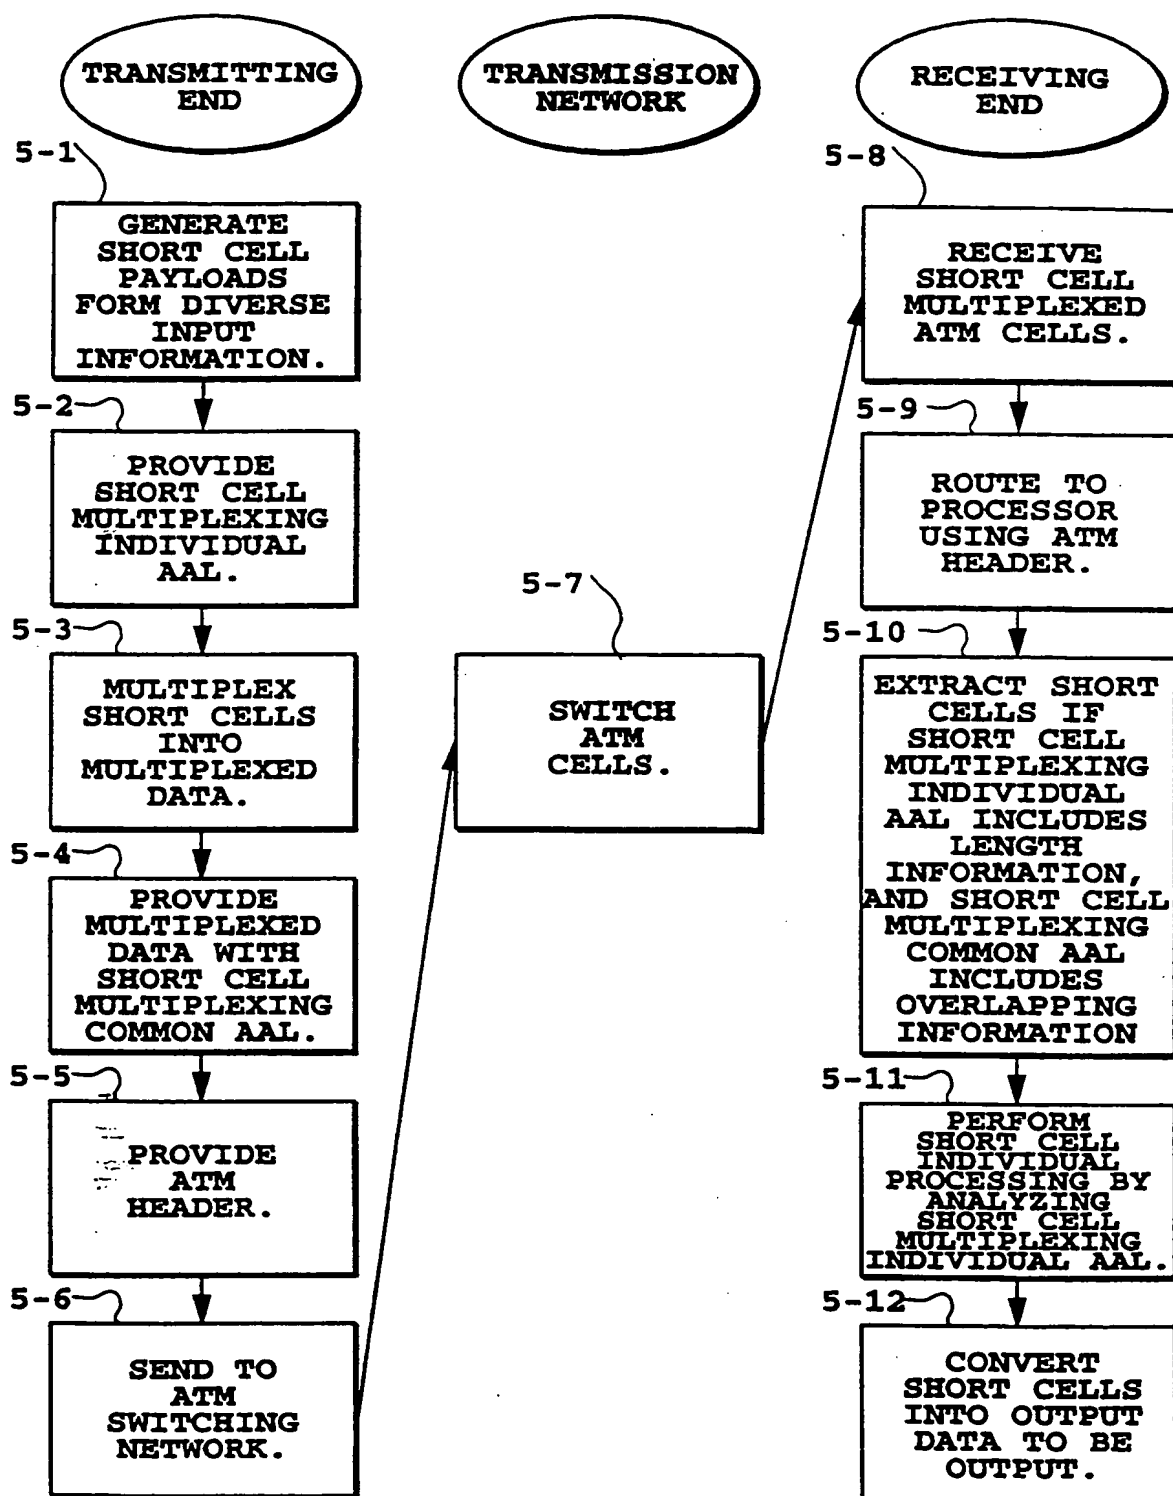 TRANSMITTING
END
5-1
GENERATE
SHORT CELL
PAYLOADS
FORM DIVERSE
INPUT
INFORMATION.
5-2
PROVIDE
SHORT CELL
MULTIPLEXING
INDIVIDUAL
AAL.
5-3
MULTIPLEX
SHORT CELLS
INTO
MULTIPLEXED
DATA.
5-4
PROVIDE
MULTIPLEXED
DATA WITH
SHORT CELL
MULTIPLEXING
COMMON AAL.
5-5
PROVIDE
ATM
HEADER.
5-6
SEND TO
ATM
SWITCHING
NETWORK.
TRANSMISSION
NETWORK
5-7
SWITCH
ATM
CELLS.
RECEIVING
END
5-8
RECEIVE
SHORT CELL
MULTIPLEXED
ATM CELLS.
5-9
ROUTE TO
PROCESSOR
USING ATM
HEADER.
5-10
EXTRACT SHORT
CELLS IF
SHORT CELL
MULTIPLEXING
INDIVIDUAL
AAL INCLUDES
LENGTH
INFORMATION,
AND SHORT CELL
MULTIPLEXING
COMMON AAL
INCLUDES
OVERLAPPING
INFORMATION
5-11
PERFORM
SHORT CELL
INDIVIDUAL
PROCESSING BY
ANALYZING
SHORT CELL
MULTIPLEXING
INDIVIDUAL AAL.
5-12
CONVERT
SHORT CELLS
INTO OUTPUT
DATA TO BE
OUTPUT.